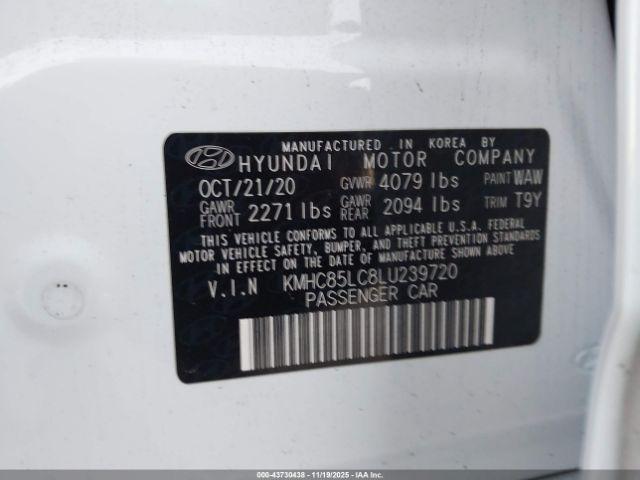 MANUFACTURED IN KOREA BY
HYUNDAI MOTOR COMPANY
OCT/21/20 GVWR 4079 lbs PAINT WAW
GAWR FRONT 2271 lbs GAWR REAR 2094 lbs TRIM T9Y
THIS VEHICLE CONFORMS TO ALL APPLICABLE U.S.A. FEDERAL
MOTOR VEHICLE SAFETY, BUMPER, AND THEFT PREVENTION STANDARDS
IN EFFECT ON THE DATE OF MANUFACTURE SHOWN ABOVE
V.I.N KMHC85LC8LU239720
PASSENGER CAR
000-43730438 - 11/19/2025 - IAAI.COM